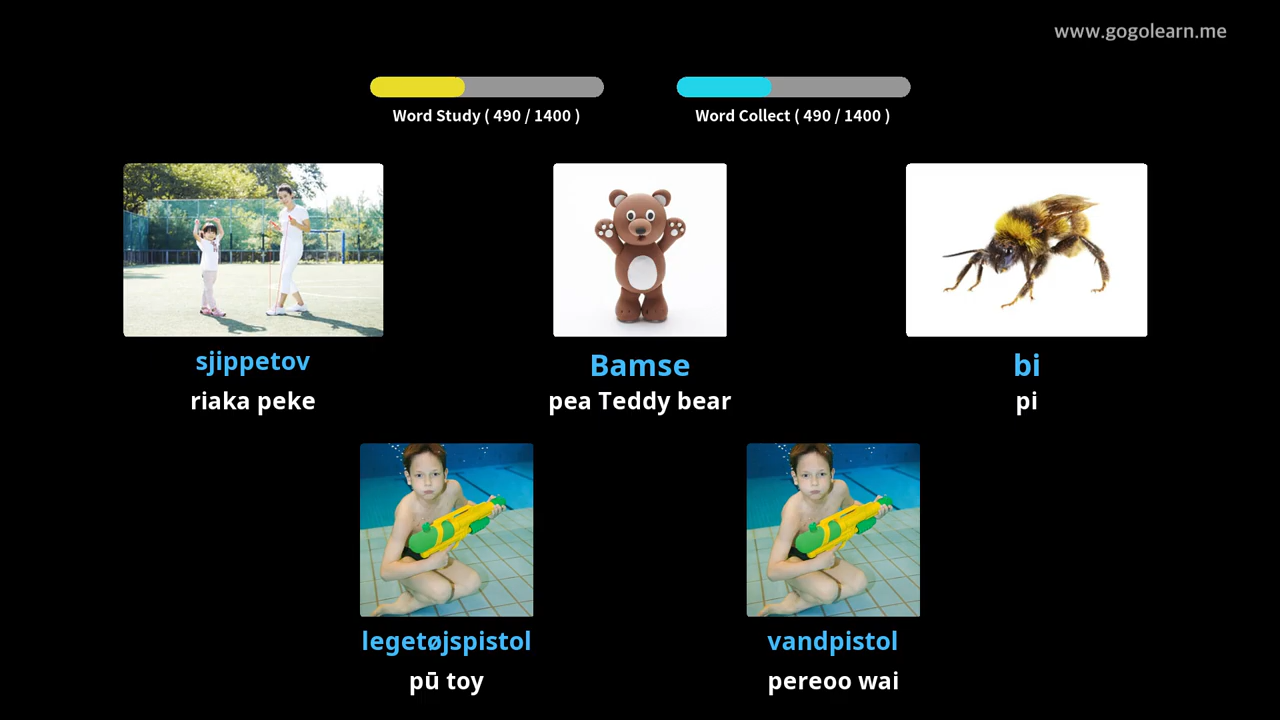 www.gogolearn.me
Word Study ( 490 / 1400 )
Word Collect ( 490 / 1400 )
sjippetov
riaka peke
Bamse
pea Teddy bear
bi
pi
legetøjspistol
pū toy
vandpistol
pereoo wai